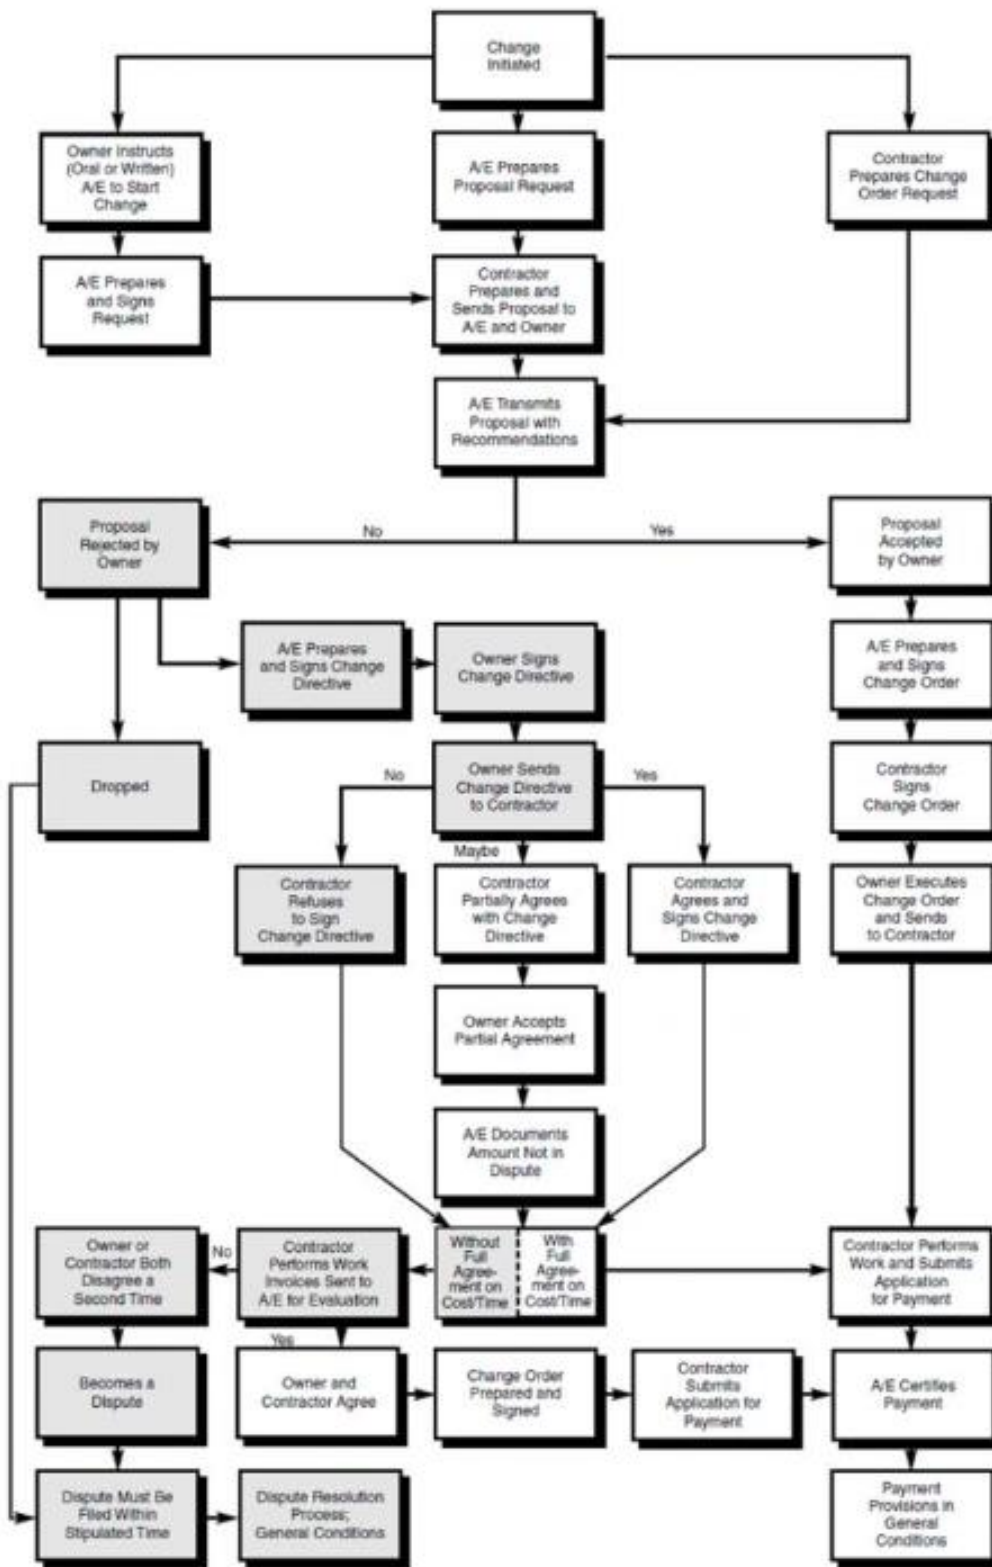 Change
Initiated
Owner Instructs
(Oral or Written)
A/E to Start
Change
A/E Prepares
Proposal Request
Contractor
Prepares Change
Order Request
A/E Prepares
and Signs
Request
Contractor
Prepares and
Sends Proposal to
A/E and Owner
A/E Transmits
Proposal with
Recommendations
Proposal
Rejected by
Owner
No
Yes
Proposal
Accepted
by Owner
A/E Prepares
and Signs Change
Directive
Owner Signs
Change Directive
A/E Prepares
and Signs
Change Order
Dropped
No
Owner Sends
Change Directive
to Contractor
Yes
Contractor
Signs
Change Order
Maybe
Contractor
Refuses
to Sign
Change Directive
Contractor
Partially Agrees
with Change
Directive
Contractor
Agrees and
Signs Change
Directive
Owner Executes
Change Order
and Sends
to Contractor
Owner Accepts
Partial Agreement
A/E Documents
Amount Not in
Dispute
Owner or
Contractor Both
Disagree a
Second Time
No
Contractor
Performs Work
Invoices Sent to
A/E for Evaluation
Without
Full
Agree-
ment on
Cost/Time
With
Full
Agree-
ment on
Cost/Time
Contractor Performs
Work and Submits
Application
for Payment
Yes
Becomes a
Dispute
Owner and
Contractor Agree
Change Order
Prepared and
Signed
Contractor
Submits
Application for
Payment
A/E Certifies
Payment
Dispute Must Be
Filed Within
Stipulated Time
Dispute Resolution
Process;
General Conditions
Payment
Provisions in
General
Conditions